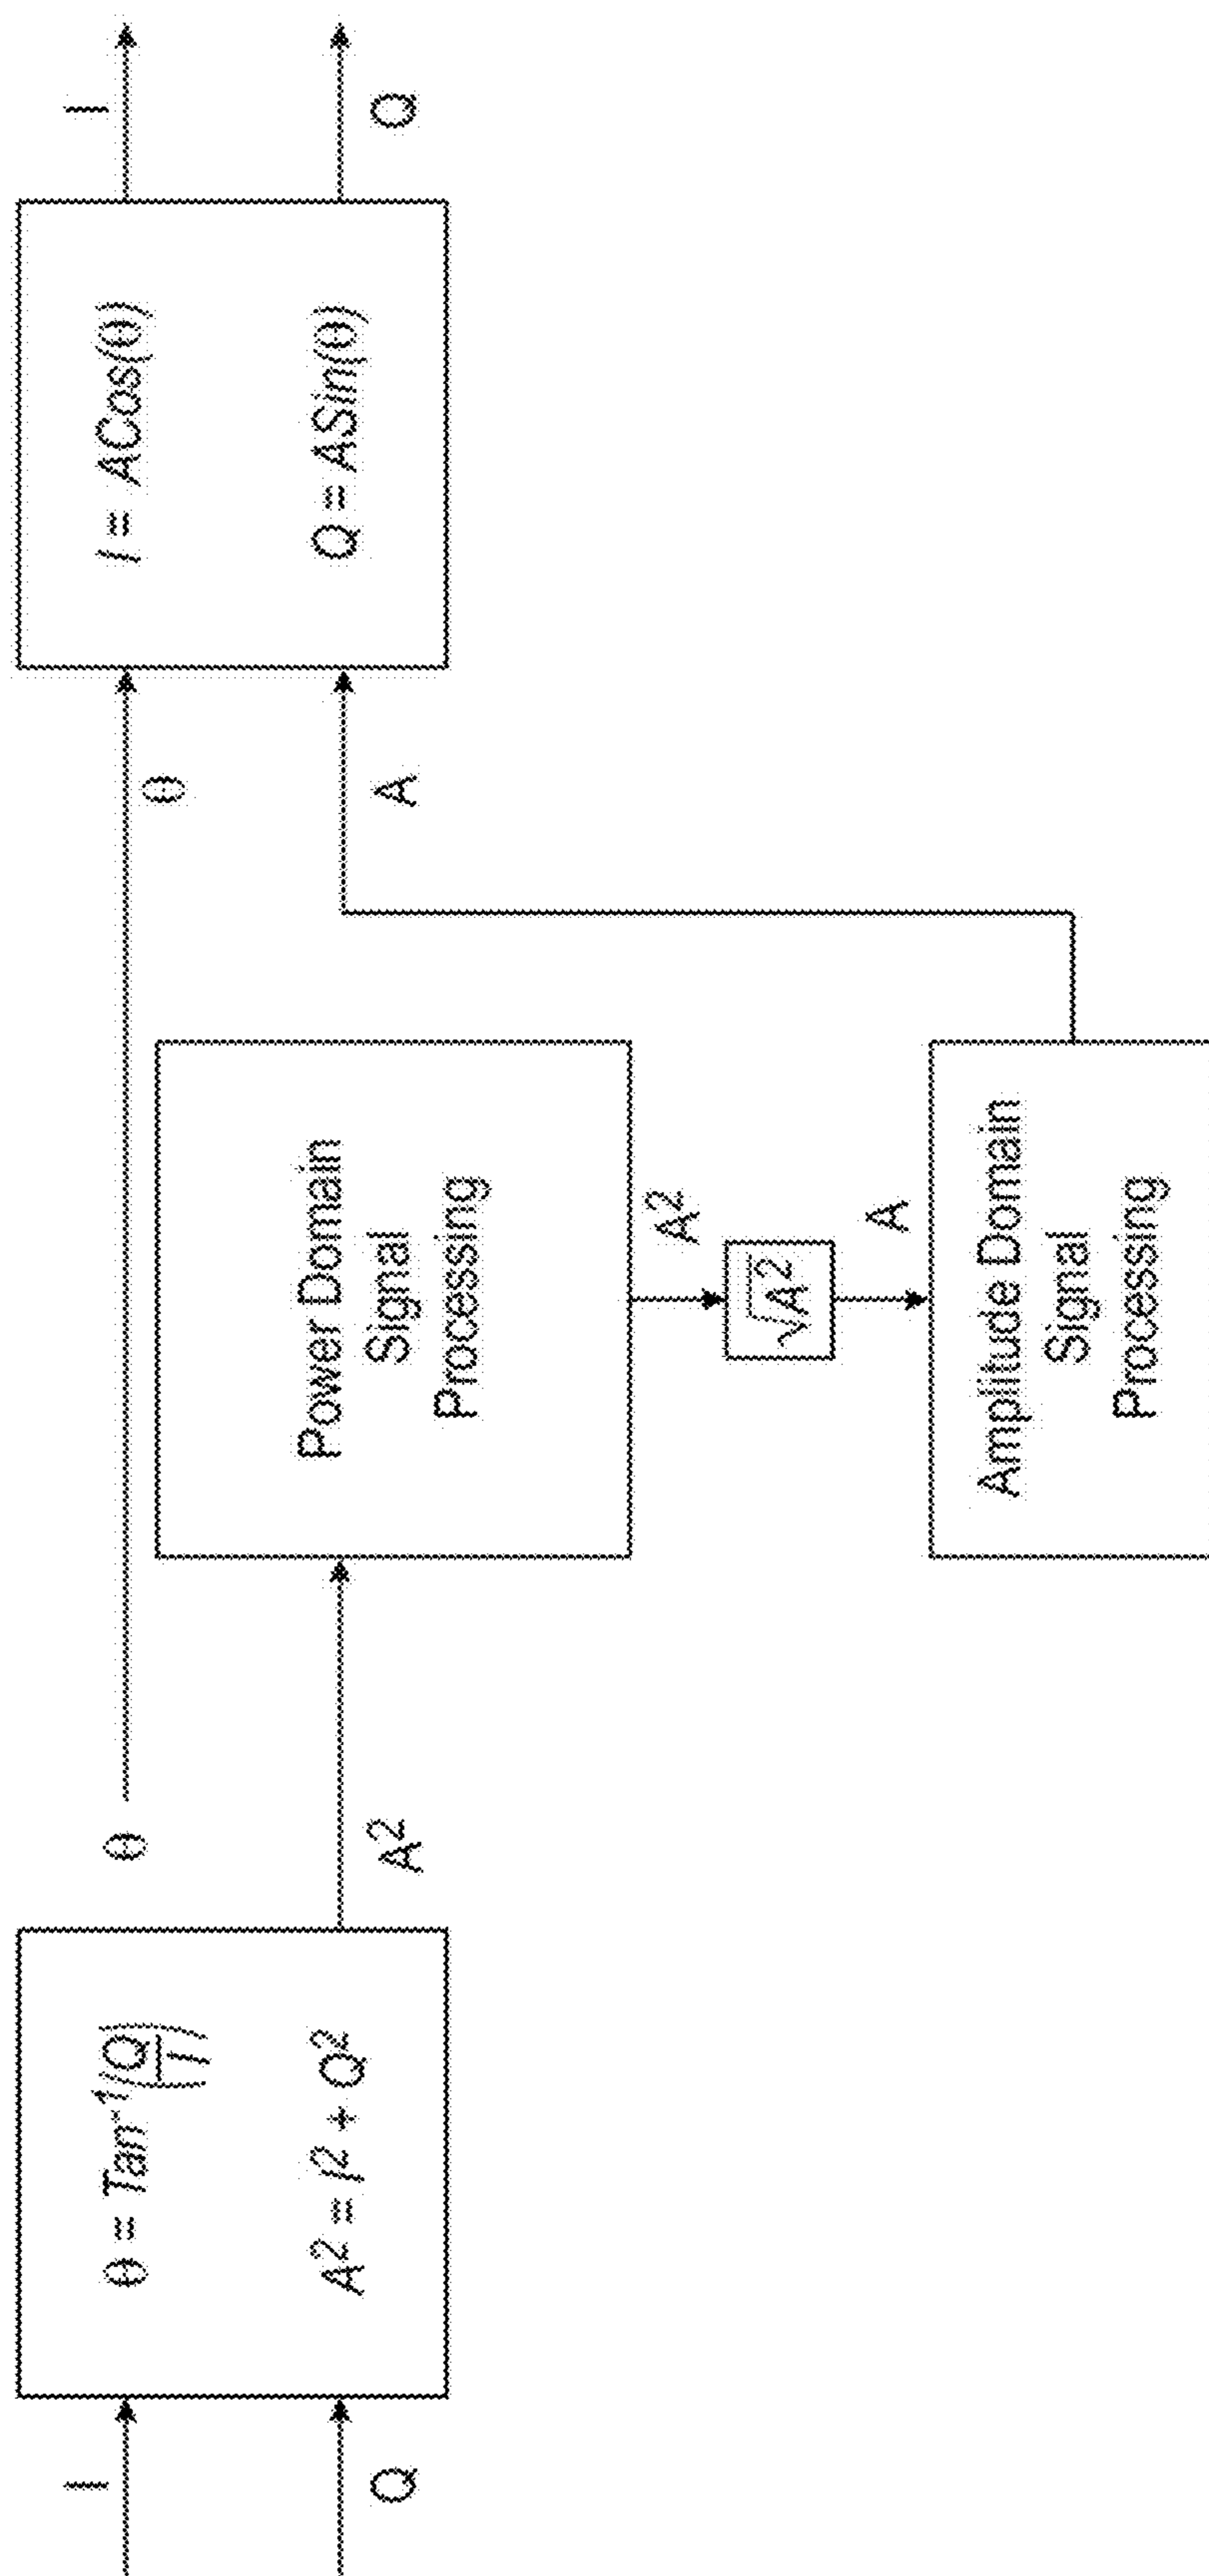 I
Q
θ = Tan⁻¹(Q/I)
A² = I² + Q²
θ
A²
Power Domain
Signal
Processing
A²
√A²
A
Amplitude Domain
Signal
Processing
θ
A
I = ACos(θ)
Q = ASin(θ)
I
Q